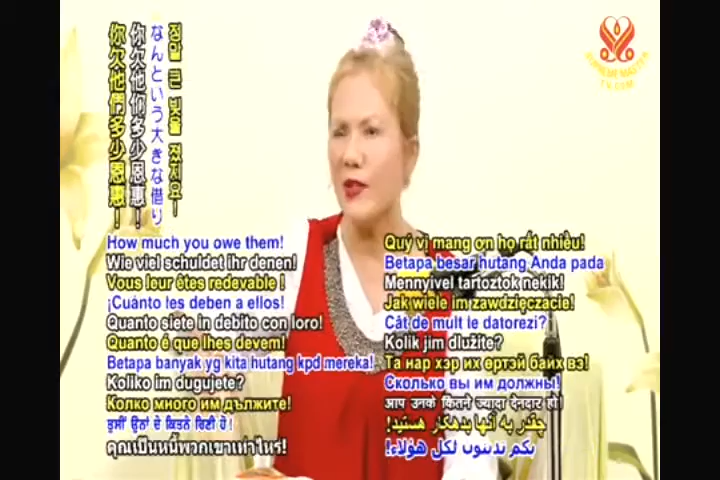 정말 큰 빚을 졌지요!
なんという大きな借り
你欠他们多少恩惠!
你欠他們多少恩惠!
SUPREMEMASTER
TV.COM
How much you owe them!
Wie viel schuldet ihr denen!
Vous leur êtes redevable !
¡Cuánto les deben a ellos!
Quanto siete in debito con loro!
Quanto é que lhes devem!
Betapa banyak yg kita hutang kpd mereka!
Koliko im dugujete?
Колко много им дължите!
ਤੁਸੀਂ ਉਨਾਂ ਦੇ ਕਿਤਨੇ ਰਿਣੀ ਹੋ!
คุณเป็นหนี้พวกเขาเท่าไหร่!
Quý vị mang ơn họ rất nhiều!
Betapa besar hutang Anda pada
Mennyivel tartoztok nekik!
Jak wiele im zawdzięczacie!
Cât de mult le datorezi?
Kolik jim dlužíte?
Та нар хэр их өртэй байх вэ!
Сколько вы им должны!
आप उनके कितने ज्यादा देनदार हो!
چقدر به آنها بدهکار هستید!
بكم تدينون لكل هؤلاء!